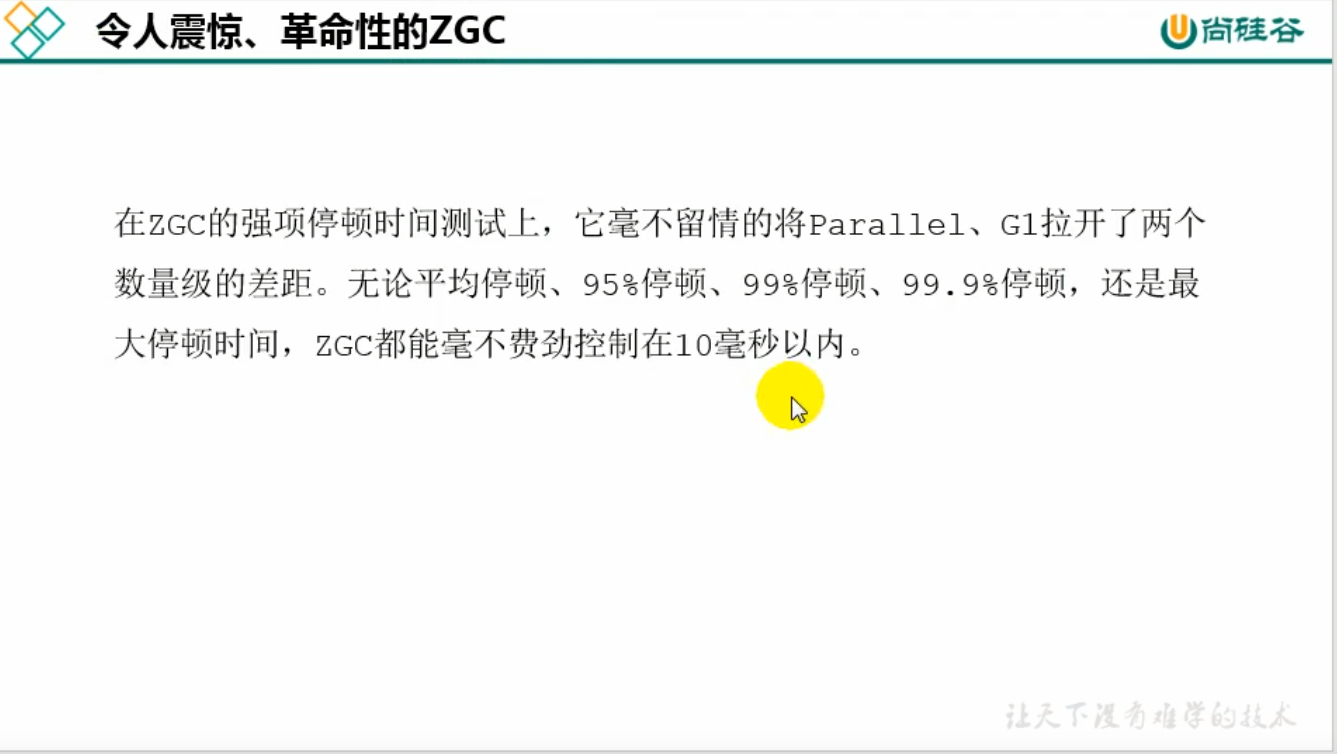 令人震惊、革命性的ZGC
尚硅谷
在ZGC的强项停顿时间测试上，它毫不留情的将Parallel、G1拉开了两个
数量级的差距。无论平均停顿、95%停顿、99%停顿、99.9%停顿，还是最
大停顿时间，ZGC都能毫不费劲控制在10毫秒以内。
让天下没有难学的技术